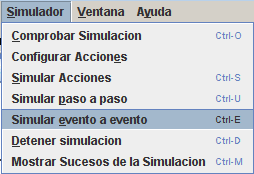 Simulador Ventana Ayuda
Comprobar Simulacion Ctrl-O
Configurar Acciones
Simular Acciones Ctrl-S
Simular paso a paso Ctrl-U
Simular evento a evento Ctrl-E
Detener simulacion Ctrl-D
Mostrar Sucesos de la Simulacion Ctrl-M